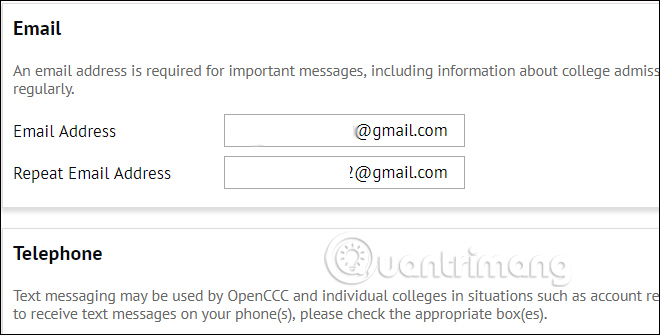 Email
An email address is required for important messages, including information about college admiss
regularly.
Email Address @gmail.com
Repeat Email Address 2@gmail.com
Telephone
Quantrimang
Text messaging may be used by OpenCCC and individual colleges in situations such as account re
to receive text messages on your phone(s), please check the appropriate box(es).